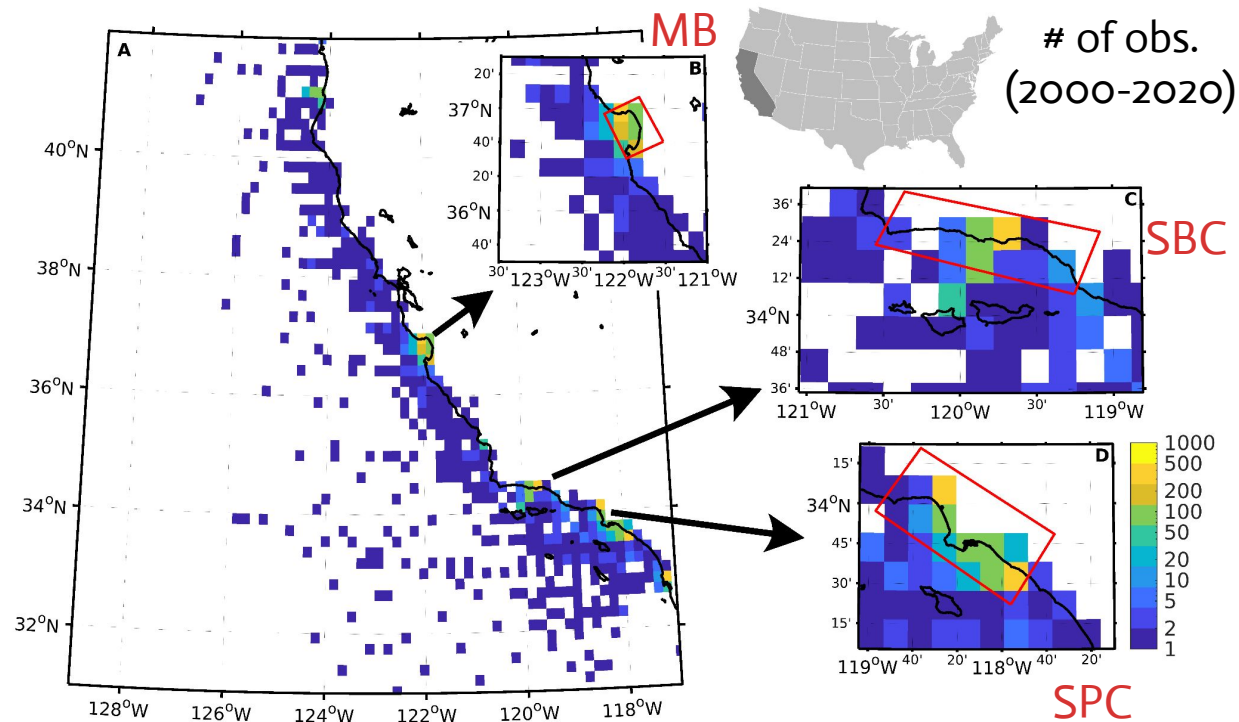 MB
# of obs.
(2000-2020)
A
B
20'
37°N
40'
20'
36°N
40'
30'
123°W
30'
122°W
30'
121°W
40°N
38°N
36°N
34°N
32°N
128°W
126°W
124°W
122°W
120°W
118°W
C
SBC
36'
24'
12'
34°N
48'
36'
121°W
30'
120°W
30'
119°W
D
15'
34°N
45'
30'
15'
119°W
40'
20'
118°W
40'
20'
1000
500
200
100
50
20
10
5
2
1
SPC